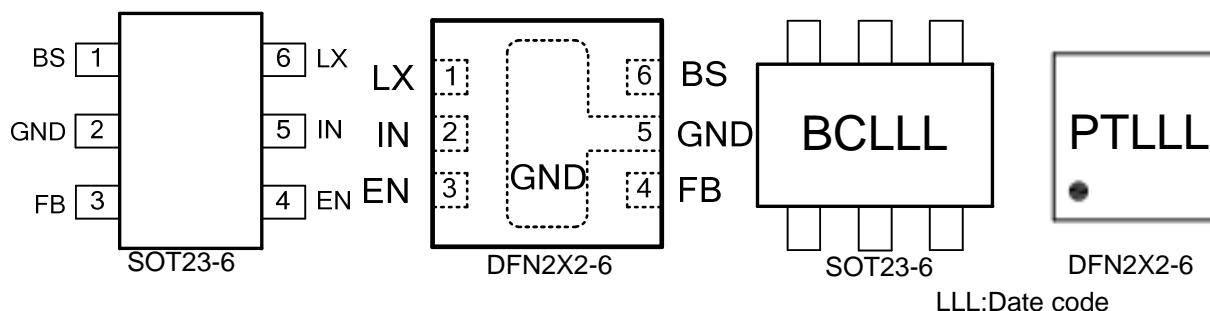 BS 1 6 LX
GND 2 5 IN
FB 3 4 EN
SOT23-6
LX 1 6 BS
IN 2 5 GND
EN 3 GND 4 FB
DFN2X2-6
BCLLL
SOT23-6
PTLLL
DFN2X2-6
LLL:Date code